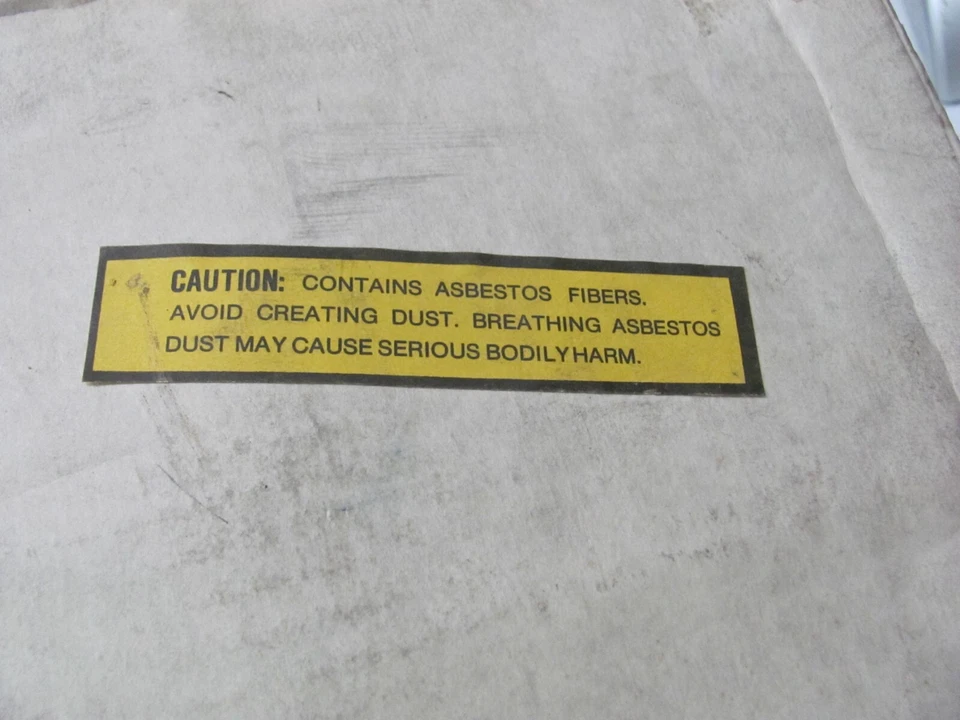 CAUTION: CONTAINS ASBESTOS FIBERS.
AVOID CREATING DUST. BREATHING ASBESTOS
DUST MAY CAUSE SERIOUS BODILY HARM.